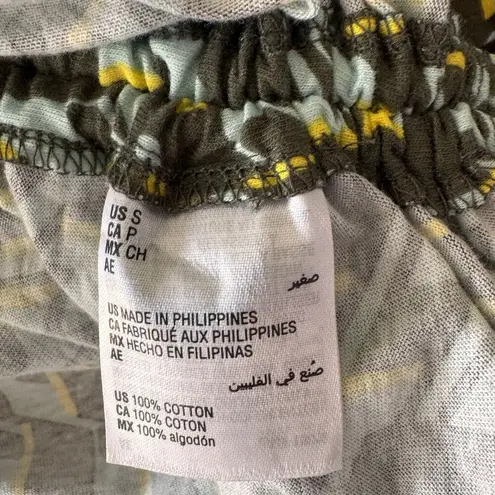 US S
CA P
MX CH
AE
صغير
US MADE IN PHILIPPINES
CA FABRIQUÉ AUX PHILIPPINES
MX HECHO EN FILIPINAS
AE
صُنع في الفلبين
US 100% COTTON
CA 100% COTON
MX 100% algodón